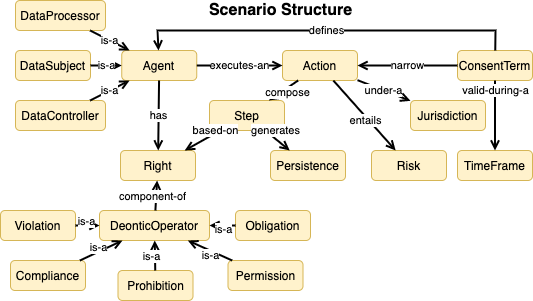 Scenario Structure
DataProcessor
defines
is-a
DataSubject
is-a
Agent
executes-an
Action
narrow
ConsentTerm
is-a
compose
under-a
valid-during-a
DataController
has
Step
Jurisdiction
entails
based-on
generates
Right
Persistence
Risk
TimeFrame
component-of
Violation
is-a
DeonticOperator
is-a
Obligation
is-a
is-a
is-a
Compliance
Prohibition
Permission